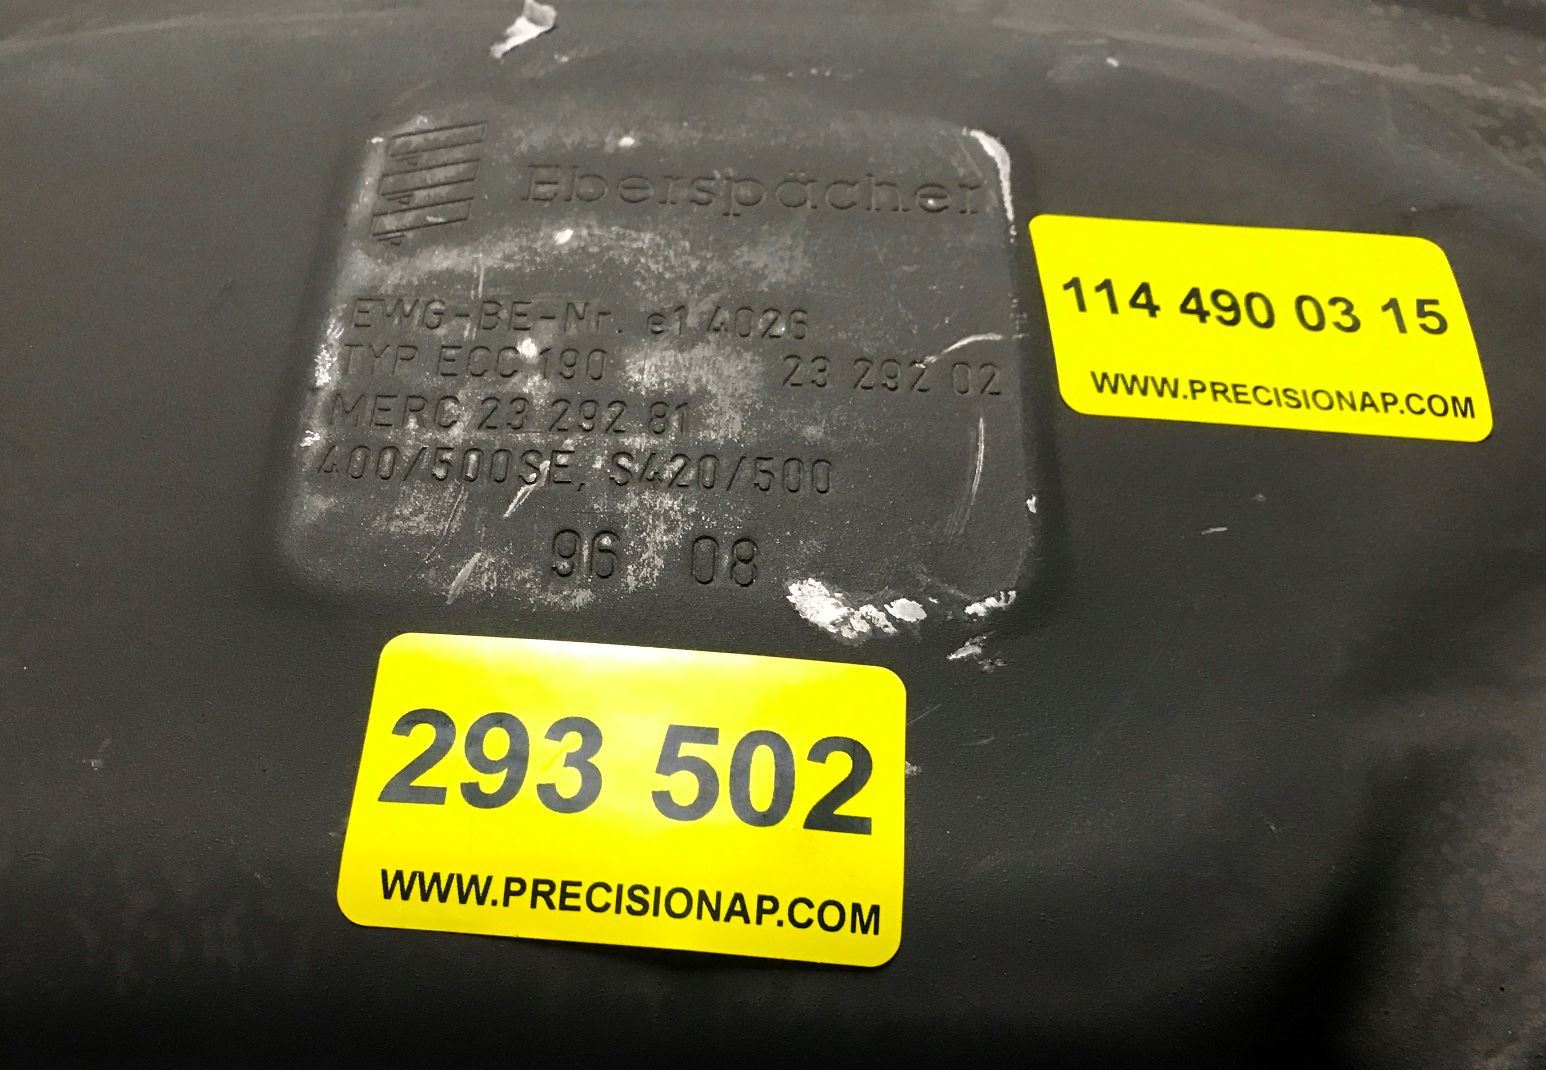 Eberspächer
EWG-BE-Nr. e1 4026
TYP ECC 190 23 292 02
MERC 23 292 81
400/500SE, S420/500
96 08
114 490 03 15
WWW.PRECISIONAP.COM
293 502
WWW.PRECISIONAP.COM